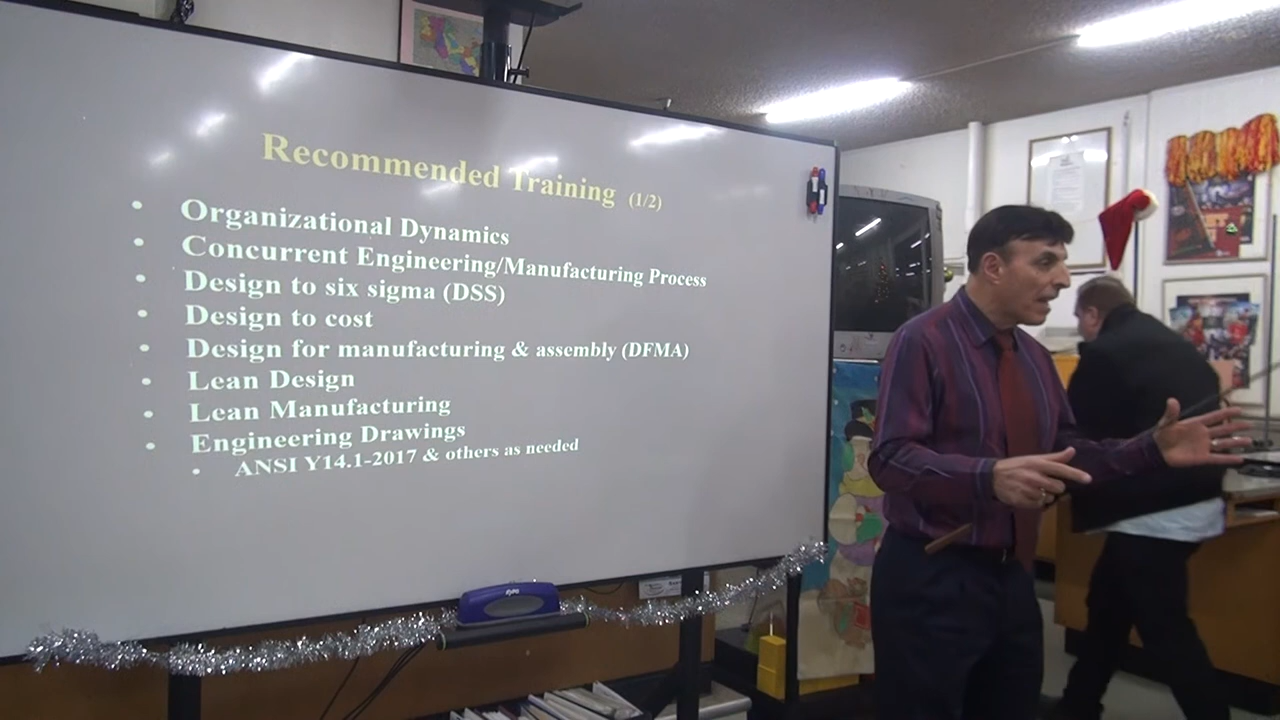 Recommended Training (1/2)
• Organizational Dynamics
• Concurrent Engineering/Manufacturing Process
• Design to six sigma (DSS)
• Design to cost
• Design for manufacturing & assembly (DFMA)
• Lean Design
• Lean Manufacturing
• Engineering Drawings
• ANSI Y14.1-2017 & others as needed